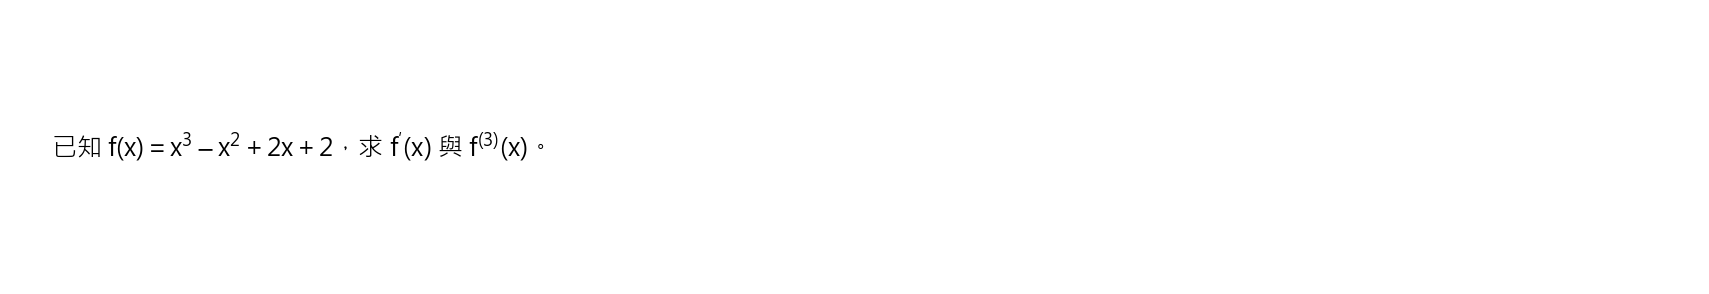 已知 f(x) = x³ – x² + 2x + 2，求 f′(x) 與 f⁽³⁾(x)。